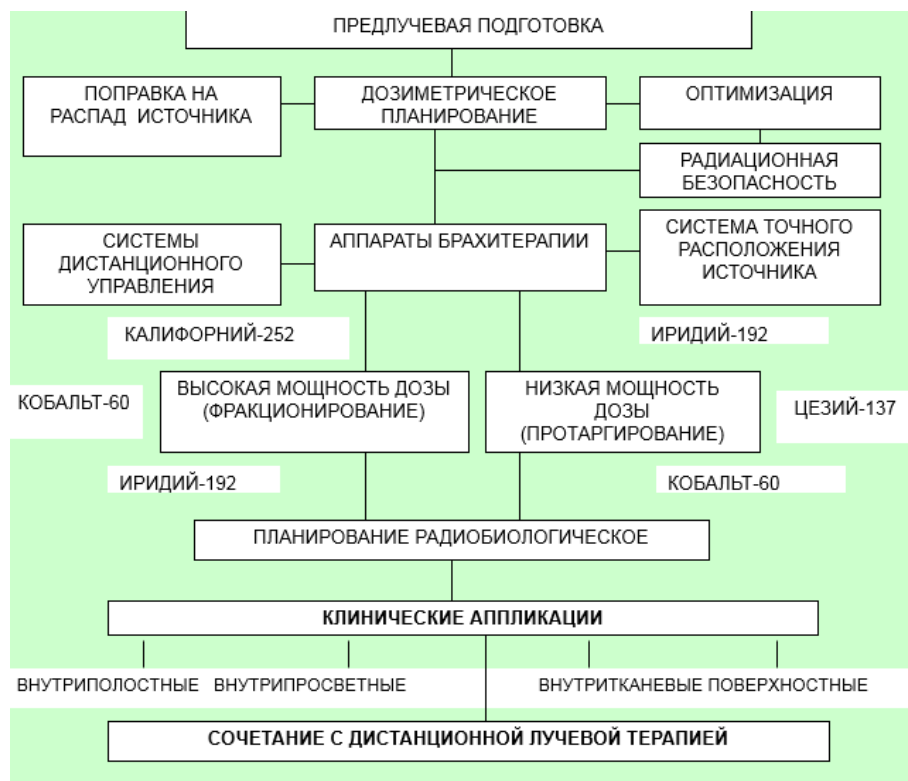 ПРЕДЛУЧЕВАЯ ПОДГОТОВКА
ПОПРАВКА НА
РАСПАД ИСТОЧНИКА
ДОЗИМЕТРИЧЕСКОЕ
ПЛАНИРОВАНИЕ
ОПТИМИЗАЦИЯ
РАДИАЦИОННАЯ
БЕЗОПАСНОСТЬ
СИСТЕМЫ
ДИСТАНЦИОННОГО
УПРАВЛЕНИЯ
АППАРАТЫ БРАХИТЕРАПИИ
СИСТЕМА ТОЧНОГО
РАСПОЛОЖЕНИЯ
ИСТОЧНИКА
КАЛИФОРНИЙ-252
ИРИДИЙ-192
КОБАЛЬТ-60
ВЫСОКАЯ МОЩНОСТЬ ДОЗЫ
(ФРАКЦИОНИРОВАНИЕ)
НИЗКАЯ МОЩНОСТЬ
ДОЗЫ
(ПРОТАРГИРОВАНИЕ)
ЦЕЗИЙ-137
ИРИДИЙ-192
КОБАЛЬТ-60
ПЛАНИРОВАНИЕ РАДИОБИОЛОГИЧЕСКОЕ
КЛИНИЧЕСКИЕ АППЛИКАЦИИ
ВНУТРИПОЛОСТНЫЕ ВНУТРИПРОСВЕТНЫЕ ВНУТРИТКАНЕВЫЕ ПОВЕРХНОСТНЫЕ
СОЧЕТАНИЕ С ДИСТАНЦИОННОЙ ЛУЧЕВОЙ ТЕРАПИЕЙ